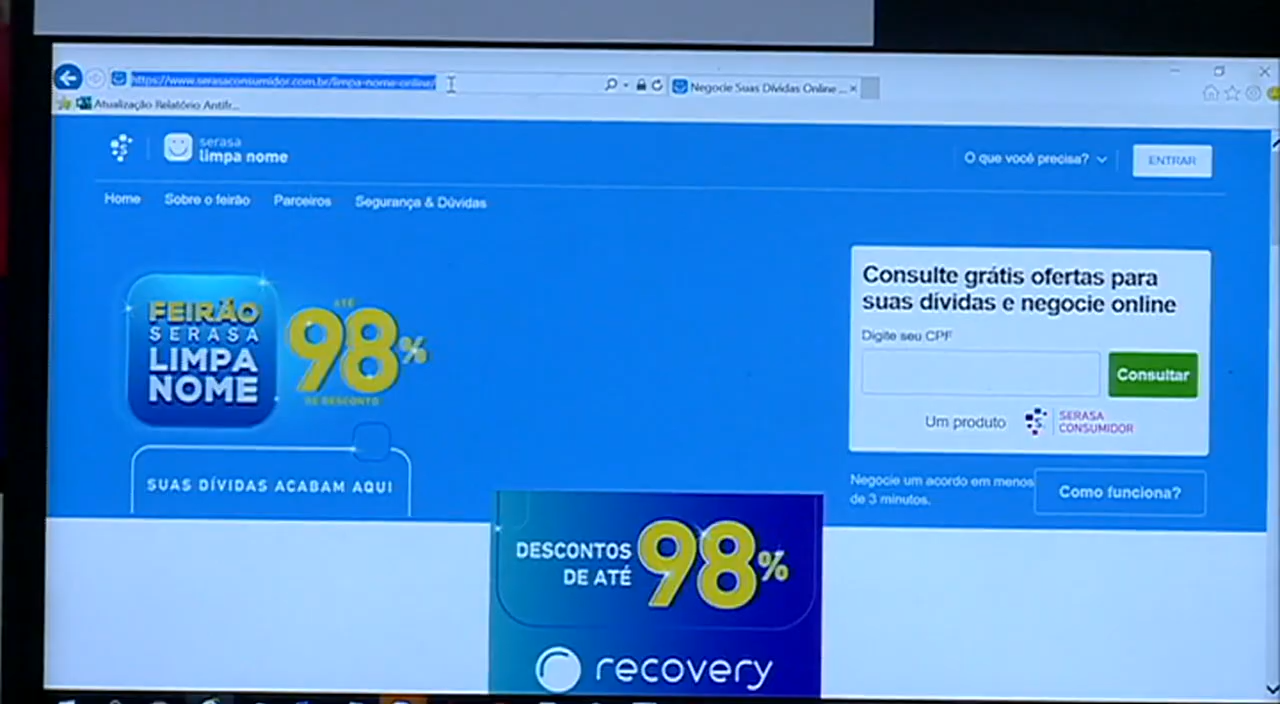 https://www.serasaconsumidor.com.br/limpa-nome-online/
Negocie Suas Dívidas Online ...
Atualização Relatório Antifr...
serasa
limpa nome
O que você precisa?
ENTRAR
Home
Sobre o feirão
Parceiros
Segurança & Dúvidas
FEIRÃO
SERASA
LIMPA
NOME
ATÉ
98%
DE DESCONTO
SUAS DÍVIDAS ACABAM AQUI
Consulte grátis ofertas para
suas dívidas e negocie online
Digite seu CPF
Consultar
Um produto
SERASA
CONSUMIDOR
Negocie um acordo em menos
de 3 minutos.
Como funciona?
DESCONTOS
DE ATÉ
98%
recovery